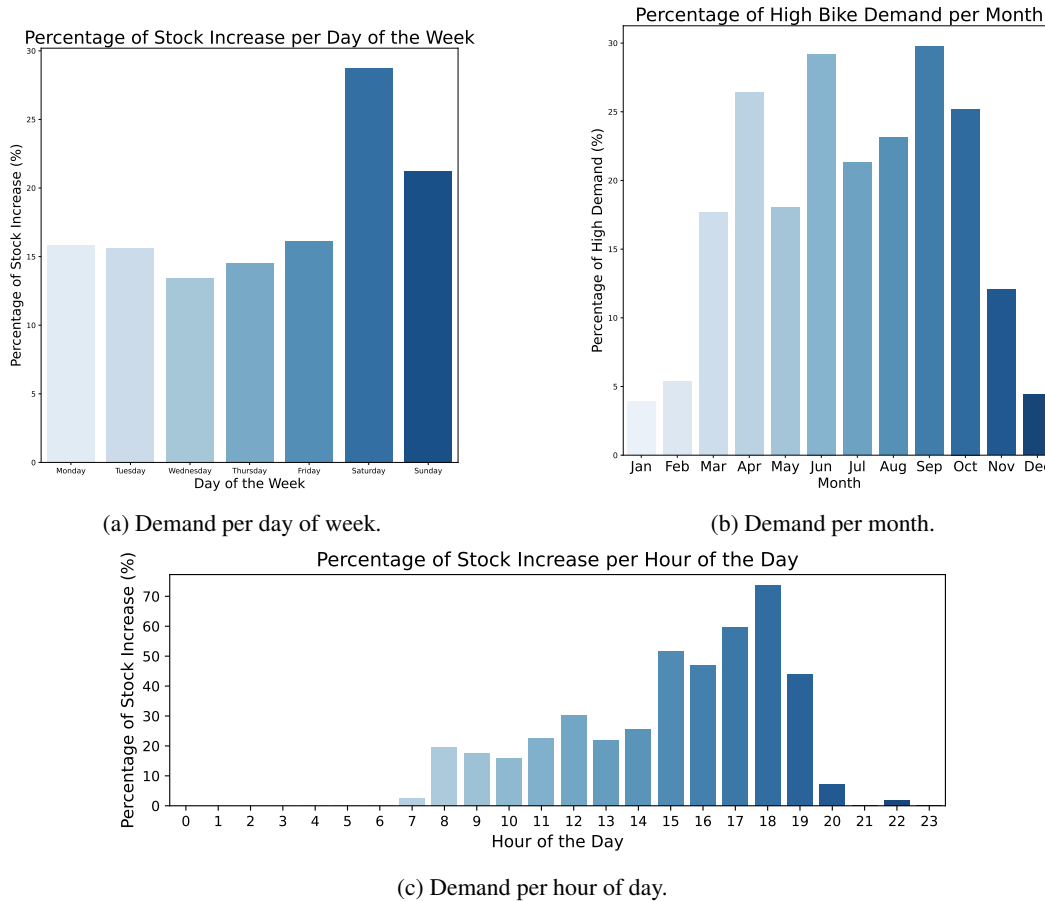 Percentage of Stock Increase per Day of the Week
Percentage of Stock Increase (%)
30
25
20
15
10
5
0
Monday Tuesday Wednesday Thursday Friday Saturday Sunday
Day of the Week
(a) Demand per day of week.
Percentage of High Bike Demand per Month
Percentage of High Demand (%)
30
25
20
15
10
5
0
Jan Feb Mar Apr May Jun Jul Aug Sep Oct Nov Dec
Month
(b) Demand per month.
Percentage of Stock Increase per Hour of the Day
Percentage of Stock Increase (%)
70
60
50
40
30
20
10
0
0 1 2 3 4 5 6 7 8 9 10 11 12 13 14 15 16 17 18 19 20 21 22 23
Hour of the Day
(c) Demand per hour of day.